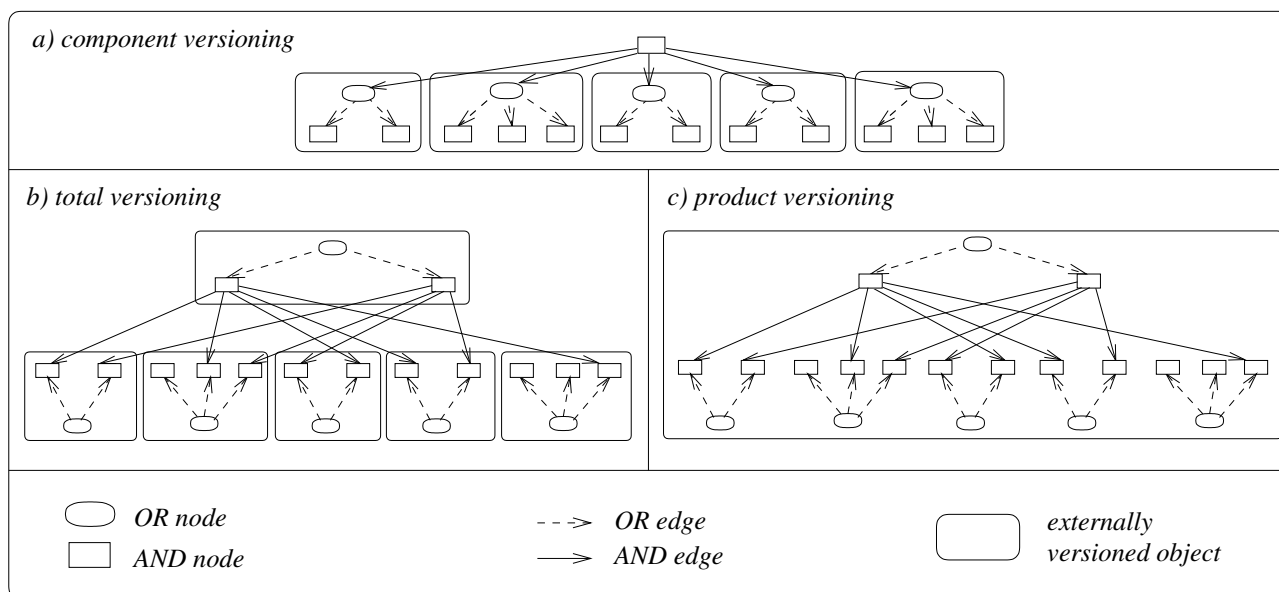 a) component versioning
b) total versioning
c) product versioning
OR node
AND node
OR edge
AND edge
externally
versioned object